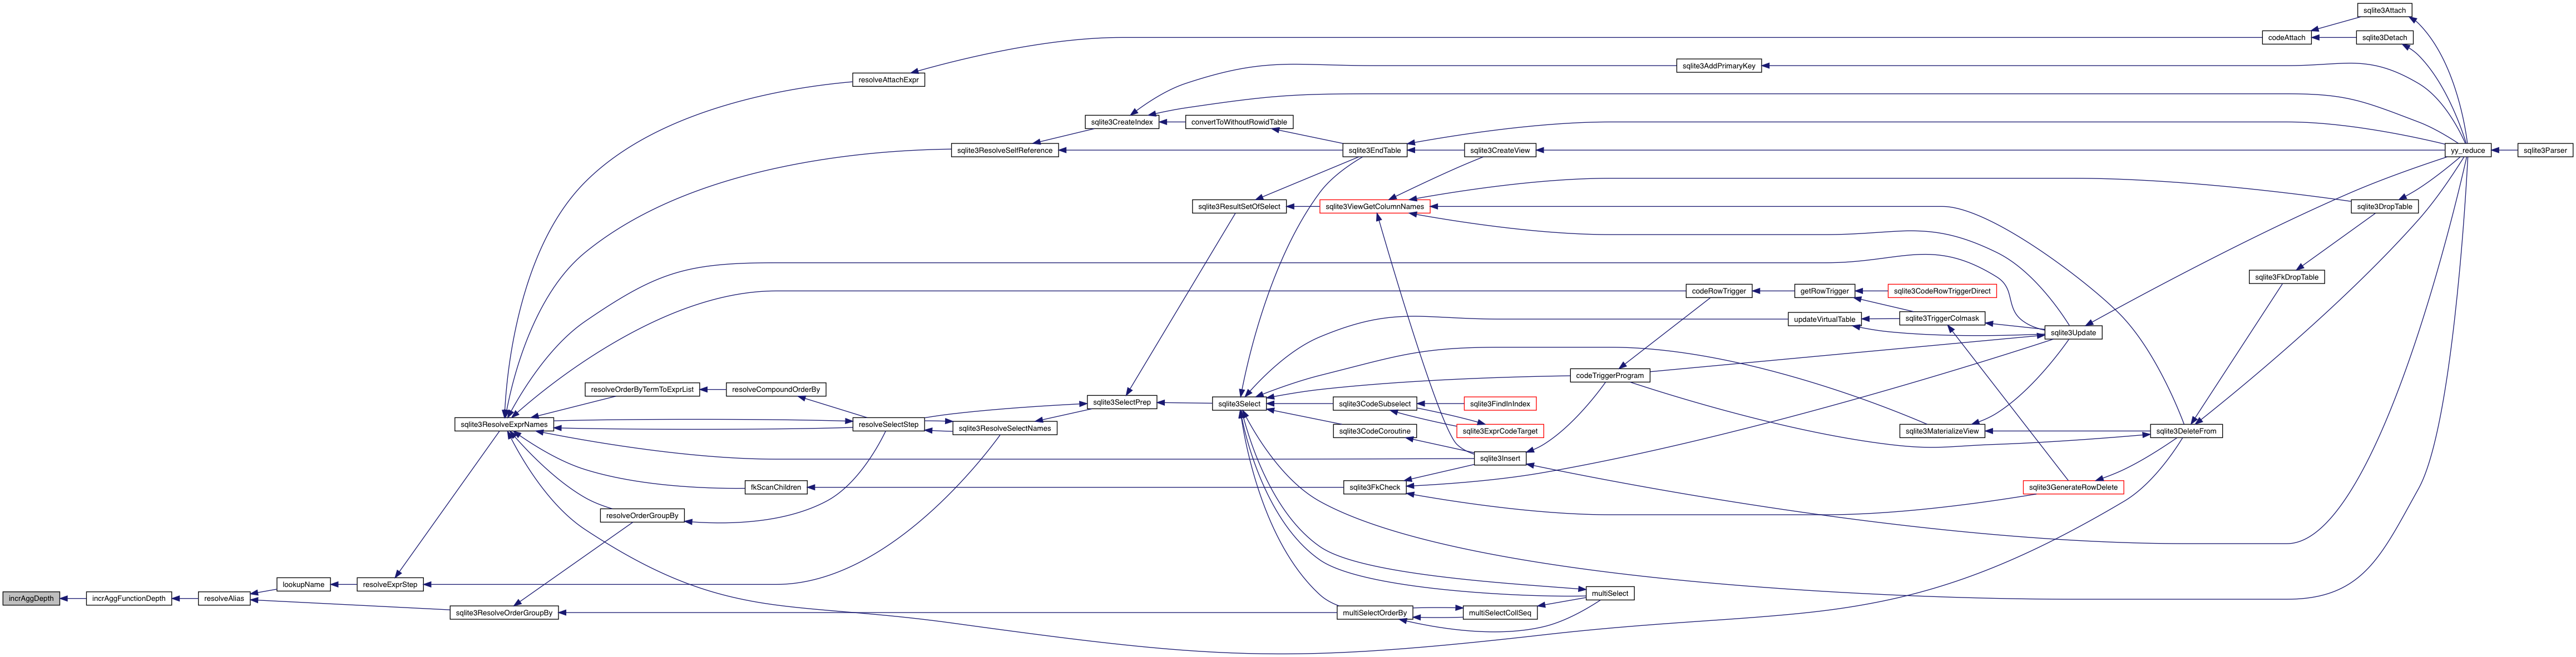 sqlite3Attach
codeAttach
sqlite3Detach
sqlite3AddPrimaryKey
resolveAttachExpr
sqlite3CreateIndex
convertToWithoutRowidTable
sqlite3ResolveSelfReference
sqlite3EndTable
sqlite3CreateView
yy_reduce
sqlite3Parser
sqlite3ResultSetOfSelect
sqlite3ViewGetColumnNames
sqlite3DropTable
sqlite3FkDropTable
codeRowTrigger
getRowTrigger
sqlite3CodeRowTriggerDirect
updateVirtualTable
sqlite3TriggerColmask
sqlite3Update
codeTriggerProgram
resolveOrderByTermToExprList
resolveCompoundOrderBy
sqlite3SelectPrep
sqlite3Select
sqlite3CodeSubselect
sqlite3FindInIndex
sqlite3ResolveExprNames
resolveSelectStep
sqlite3ResolveSelectNames
sqlite3CodeCoroutine
sqlite3ExprCodeTarget
sqlite3MaterializeView
sqlite3DeleteFrom
sqlite3Insert
fkScanChildren
sqlite3FkCheck
sqlite3GenerateRowDelete
resolveOrderGroupBy
lookupName
resolveExprStep
multiSelect
incrAggDepth
incrAggFunctionDepth
resolveAlias
sqlite3ResolveOrderGroupBy
multiSelectOrderBy
multiSelectCollSeq